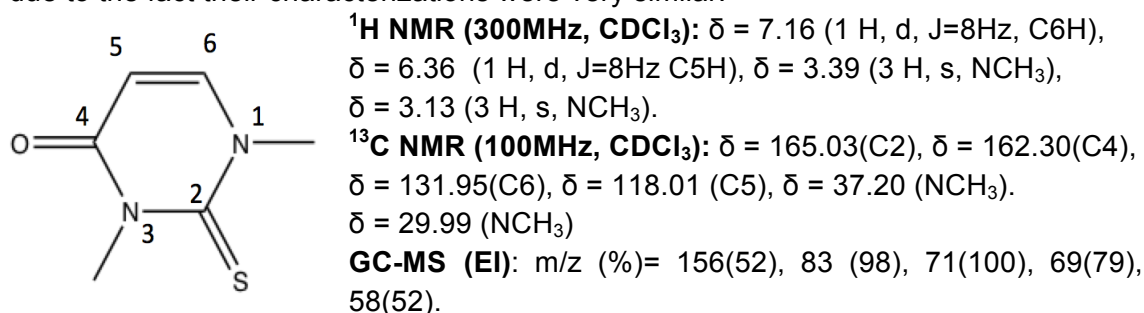 due to the fact their characterizations were very similar.
¹H NMR (300MHz, CDCl₃): δ = 7.16 (1 H, d, J=8Hz, C6H),
δ = 6.36 (1 H, d, J=8Hz C5H), δ = 3.39 (3 H, s, NCH₃),
δ = 3.13 (3 H, s, NCH₃).
¹³C NMR (100MHz, CDCl₃): δ = 165.03(C2), δ = 162.30(C4),
δ = 131.95(C6), δ = 118.01 (C5), δ = 37.20 (NCH₃).
δ = 29.99 (NCH₃)
GC-MS (EI): m/z (%)= 156(52), 83 (98), 71(100), 69(79),
58(52).
5 6
4 1
O N
2
N 3
S